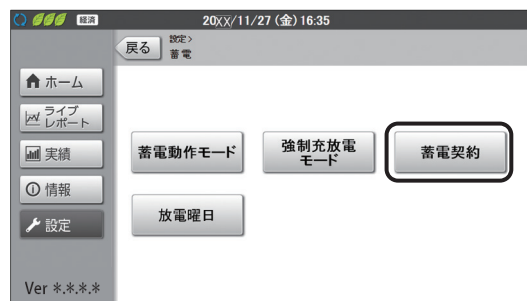 経済
20XX/11/27 (金) 16:35
戻る
設定>
蓄電
ホーム
ライブ
レポート
実績
情報
設定
蓄電動作モード
強制充放電
モード
蓄電契約
放電曜日
Ver *.*.*.*